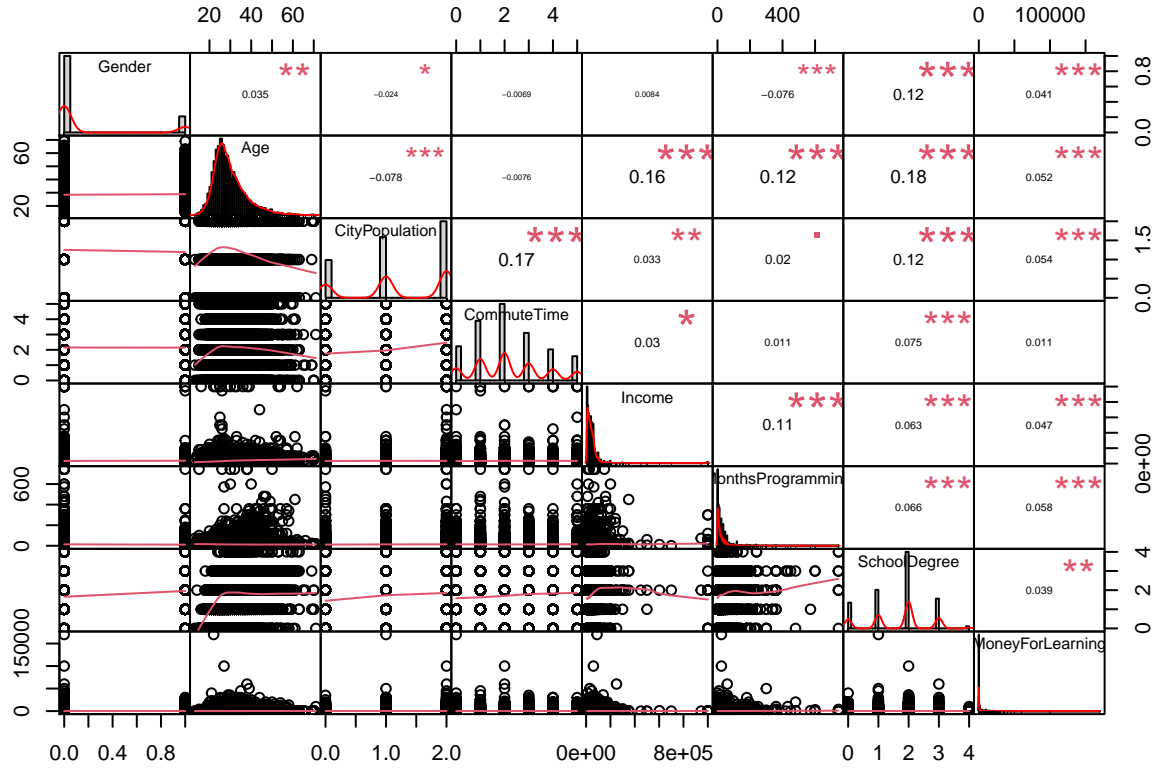 20 40 60 0 2 4 0 400 0 100000
Gender ** * *** *** ***
0.035 −0.024 −0.0069 0.0084 −0.076 0.12 0.041
0.0 0.8
60
20
Age *** *** *** *** ***
−0.078 −0.0076 0.16 0.12 0.18 0.052
CityPopulation *** ** *** ***
0.17 0.033 0.02 0.12 0.054
0.0 1.5
4
2
0
CommuteTime * ***
0.03 0.011 0.075 0.011
Income *** *** ***
0.11 0.063 0.047
0e+00
600
0
MonthsProgrammin *** ***
0.066 0.058
SchoolDegree **
0.039
0 2 4
15000
0
MoneyForLearning
0.0 0.4 0.8 0.0 1.0 2.0 0e+00 8e+05 0 1 2 3 4